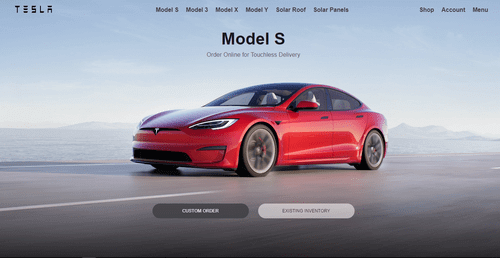 TESLA
Model S Model 3 Model X Model Y Solar Roof Solar Panels
Shop Account Menu
Model S
Order Online for Touchless Delivery
CUSTOM ORDER
EXISTING INVENTORY